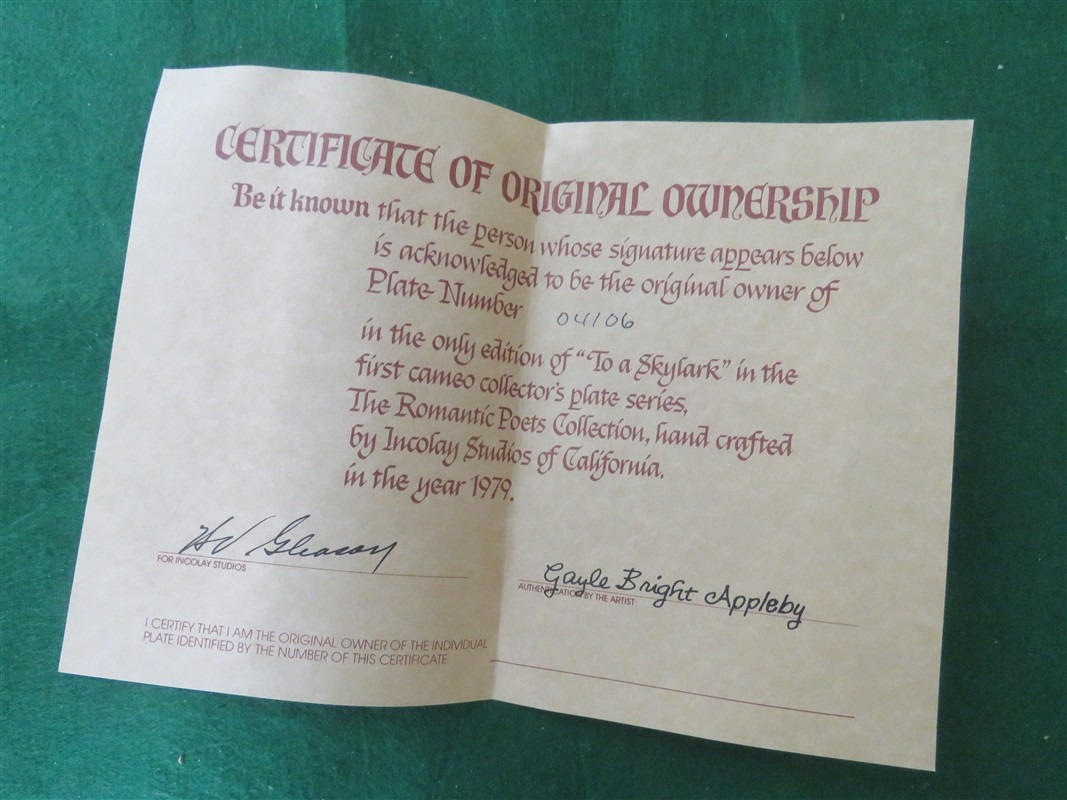 CERTIFICATE OF ORIGINAL OWNERSHIP
Be it known that the person whose signature appears below
is acknowledged to be the original owner of
Plate Number 04106
in the only edition of “To a Skylark” in the
first cameo collector's plate series,
The Romantic Poets Collection, hand crafted
by Incolay Studios of California.
in the year 1979.
HV Gleason
FOR INCOLAY STUDIOS
Gayle Bright Appleby
AUTHENTICATION BY THE ARTIST
I CERTIFY THAT I AM THE ORIGINAL OWNER OF THE INDIVIDUAL
PLATE IDENTIFIED BY THE NUMBER OF THIS CERTIFICATE